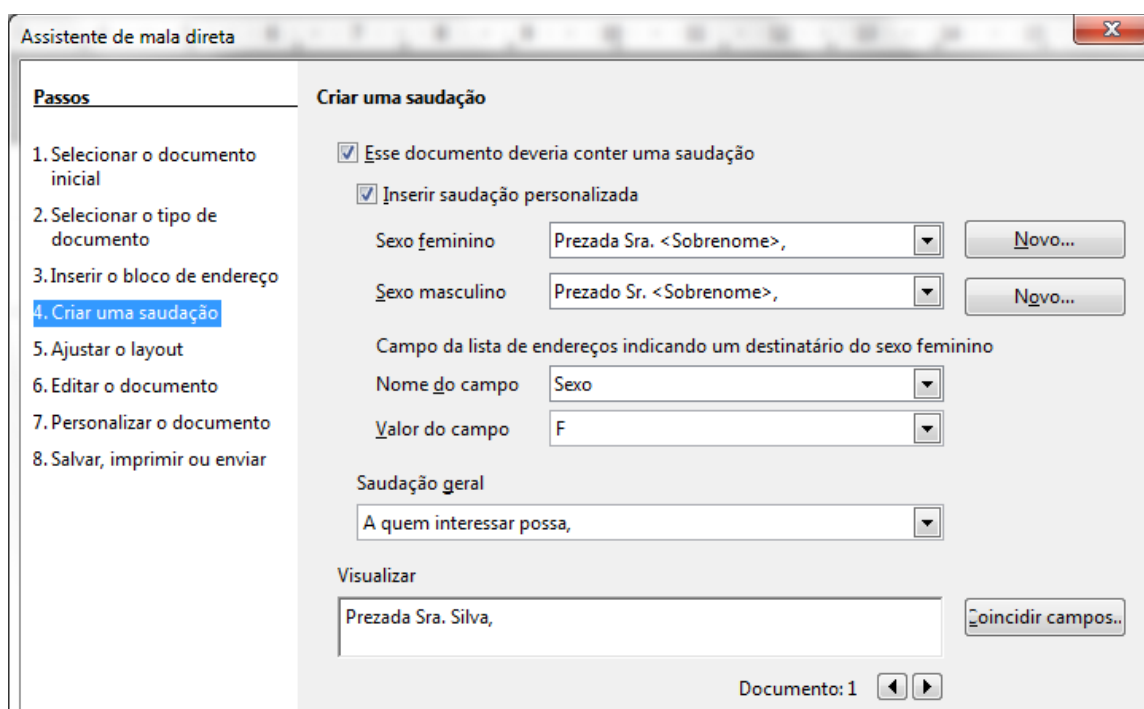 Assistente de mala direta
Passos
1. Selecionar o documento
inicial
2. Selecionar o tipo de
documento
3. Inserir o bloco de endereço
4. Criar uma saudação
5. Ajustar o layout
6. Editar o documento
7. Personalizar o documento
8. Salvar, imprimir ou enviar
Criar uma saudação
Esse documento deveria conter uma saudação
Inserir saudação personalizada
Sexo feminino Prezada Sra. <Sobrenome>, Novo...
Sexo masculino Prezado Sr. <Sobrenome>, Novo...
Campo da lista de endereços indicando um destinatário do sexo feminino
Nome do campo Sexo
Valor do campo F
Saudação geral
A quem interessar possa,
Visualizar
Prezada Sra. Silva, Coincidir campos..
Documento: 1